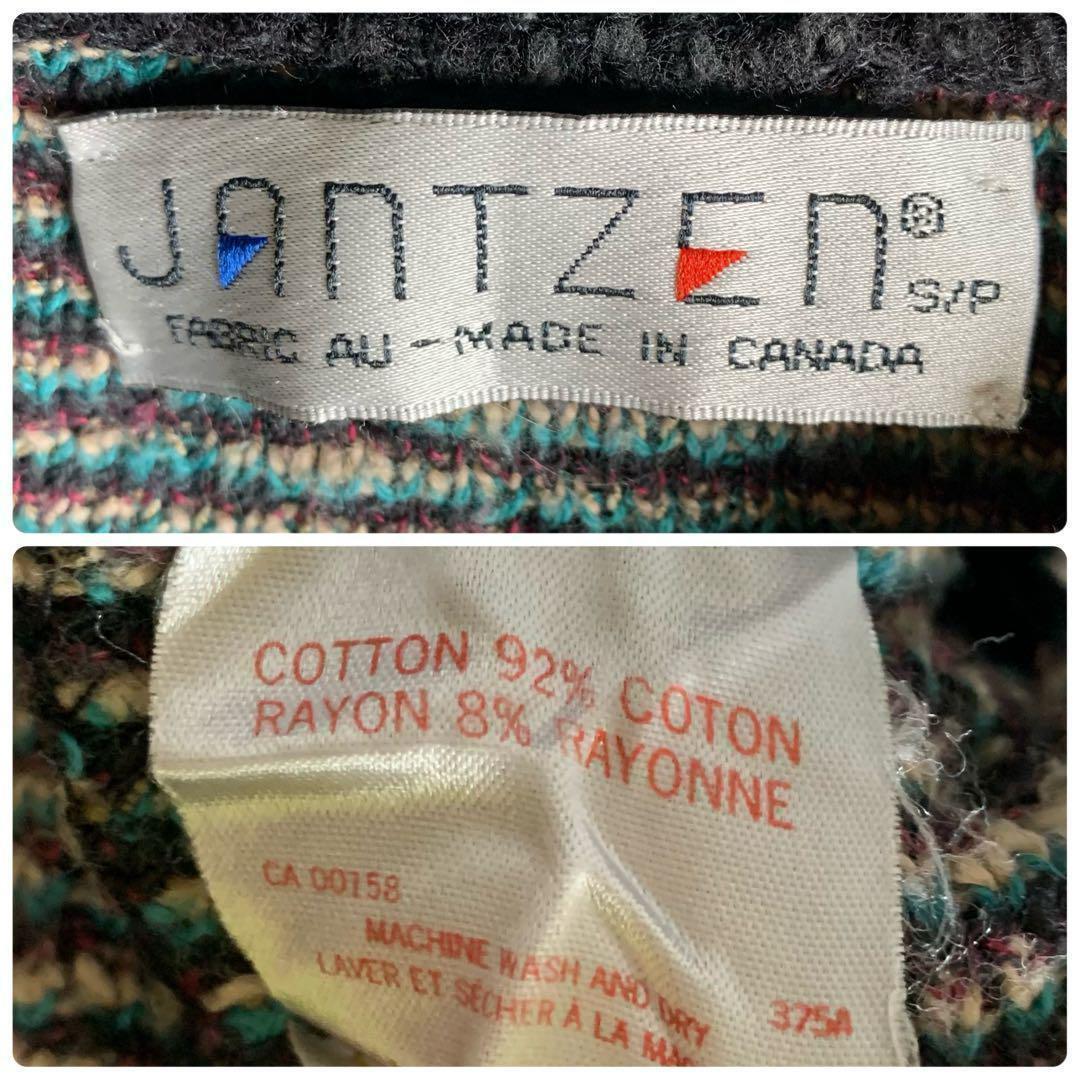 JANTZEN®
S/P
FABRIC AU - MADE IN CANADA
COTTON 92% COTON
RAYON 8% RAYONNE
CA 00158
MACHINE WASH AND DRY
LAVER ET SÉCHER À LA
375A